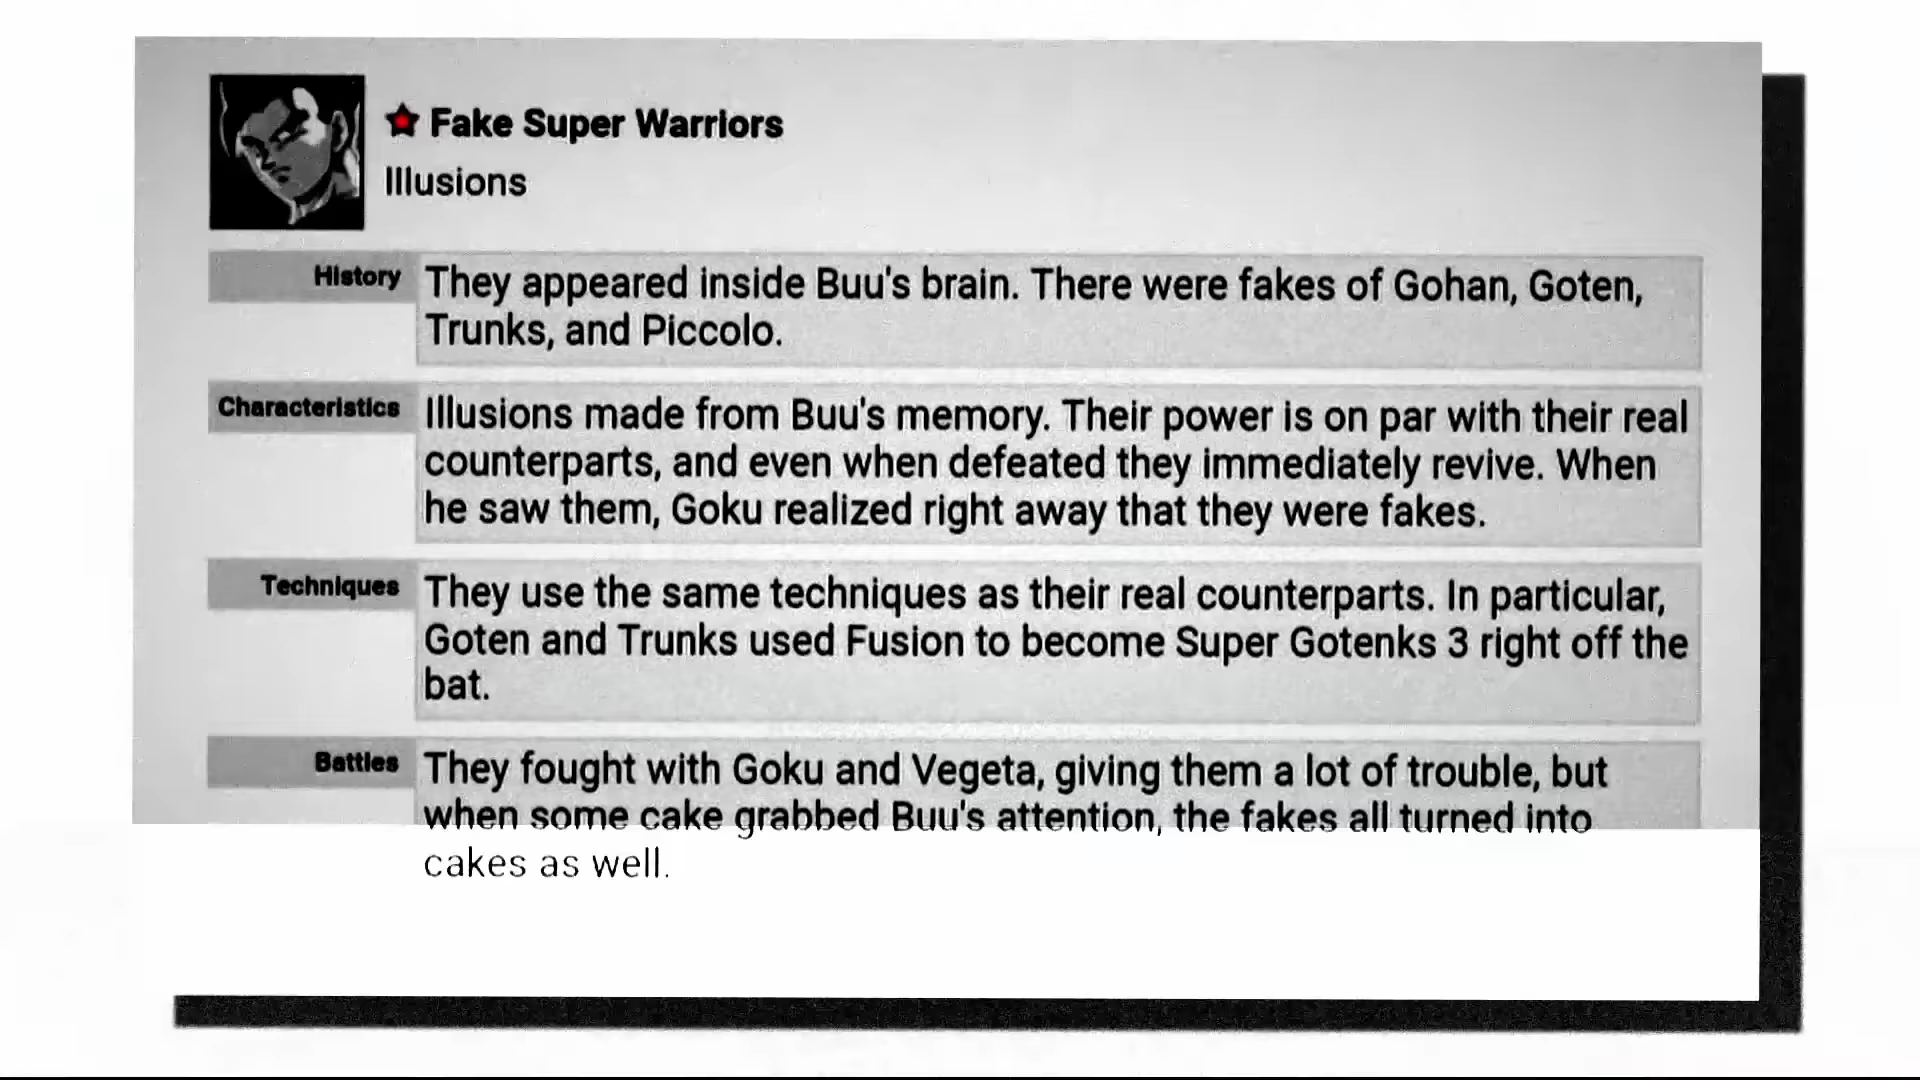 Fake Super Warriors
Illusions
History
They appeared inside Buu's brain. There were fakes of Gohan, Goten,
Trunks, and Piccolo.
Characteristics
Illusions made from Buu's memory. Their power is on par with their real
counterparts, and even when defeated they immediately revive. When
he saw them, Goku realized right away that they were fakes.
Techniques
They use the same techniques as their real counterparts. In particular,
Goten and Trunks used Fusion to become Super Gotenks 3 right off the
bat.
Battles
They fought with Goku and Vegeta, giving them a lot of trouble, but
when some cake grabbed Buu's attention, the fakes all turned into
cakes as well.